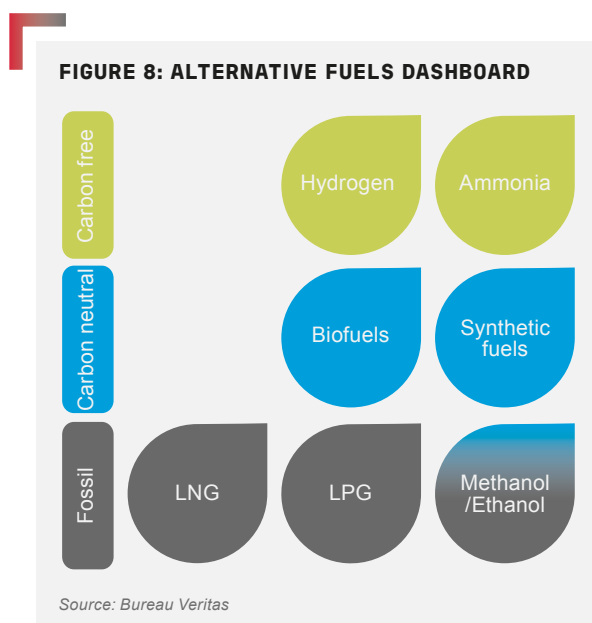 FIGURE 8: ALTERNATIVE FUELS DASHBOARD
Carbon free
Hydrogen
Ammonia
Carbon neutral
Biofuels
Synthetic
fuels
Fossil
LNG
LPG
Methanol
/Ethanol
Source: Bureau Veritas